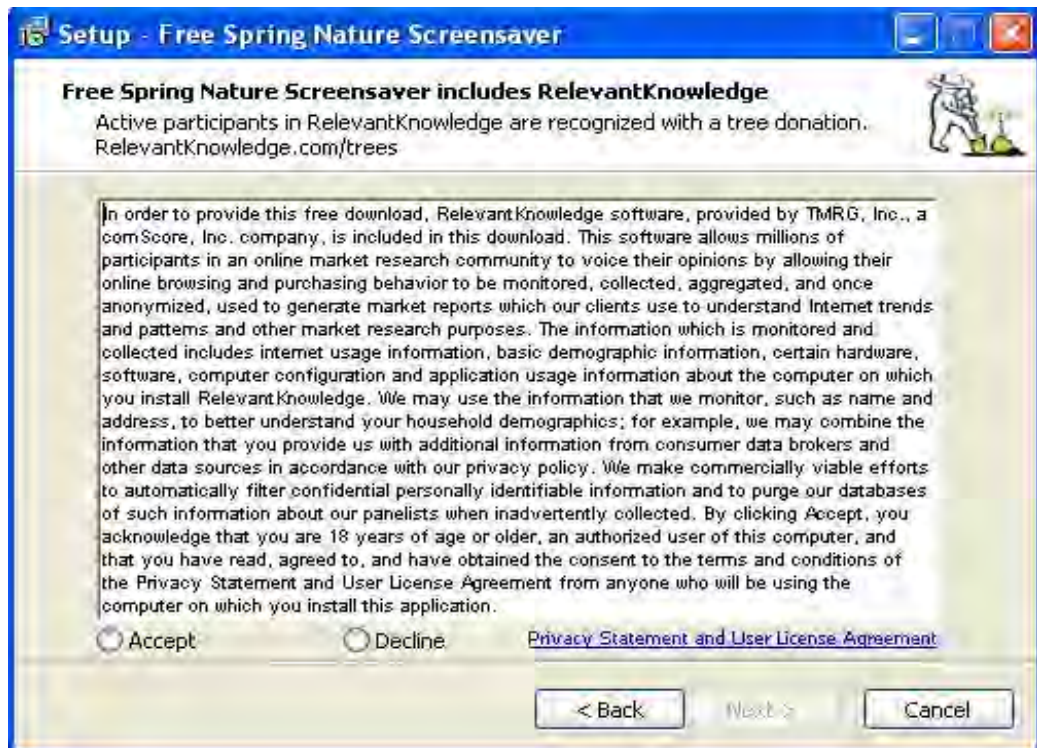 Setup - Free Spring Nature Screensaver
Free Spring Nature Screensaver includes RelevantKnowledge
Active participants in RelevantKnowledge are recognized with a tree donation.
RelevantKnowledge.com/trees
In order to provide this free download, RelevantKnowledge software, provided by TMRG, Inc., a
comScore, Inc. company, is included in this download. This software allows millions of
participants in an online market research community to voice their opinions by allowing their
online browsing and purchasing behavior to be monitored, collected, aggregated, and once
anonymized, used to generate market reports which our clients use to understand Internet trends
and patterns and other market research purposes. The information which is monitored and
collected includes internet usage information, basic demographic information, certain hardware,
software, computer configuration and application usage information about the computer on which
you install RelevantKnowledge. We may use the information that we monitor, such as name and
address, to better understand your household demographics; for example, we may combine the
information that you provide us with additional information from consumer data brokers and
other data sources in accordance with our privacy policy. We make commercially viable efforts
to automatically filter confidential personally identifiable information and to purge our databases
of such information about our panelists when inadvertently collected. By clicking Accept, you
acknowledge that you are 18 years of age or older, an authorized user of this computer, and
that you have read, agreed to, and have obtained the consent to the terms and conditions of
the Privacy Statement and User License Agreement from anyone who will be using the
computer on which you install this application.
Accept Decline Privacy Statement and User License Agreement
< Back Next > Cancel